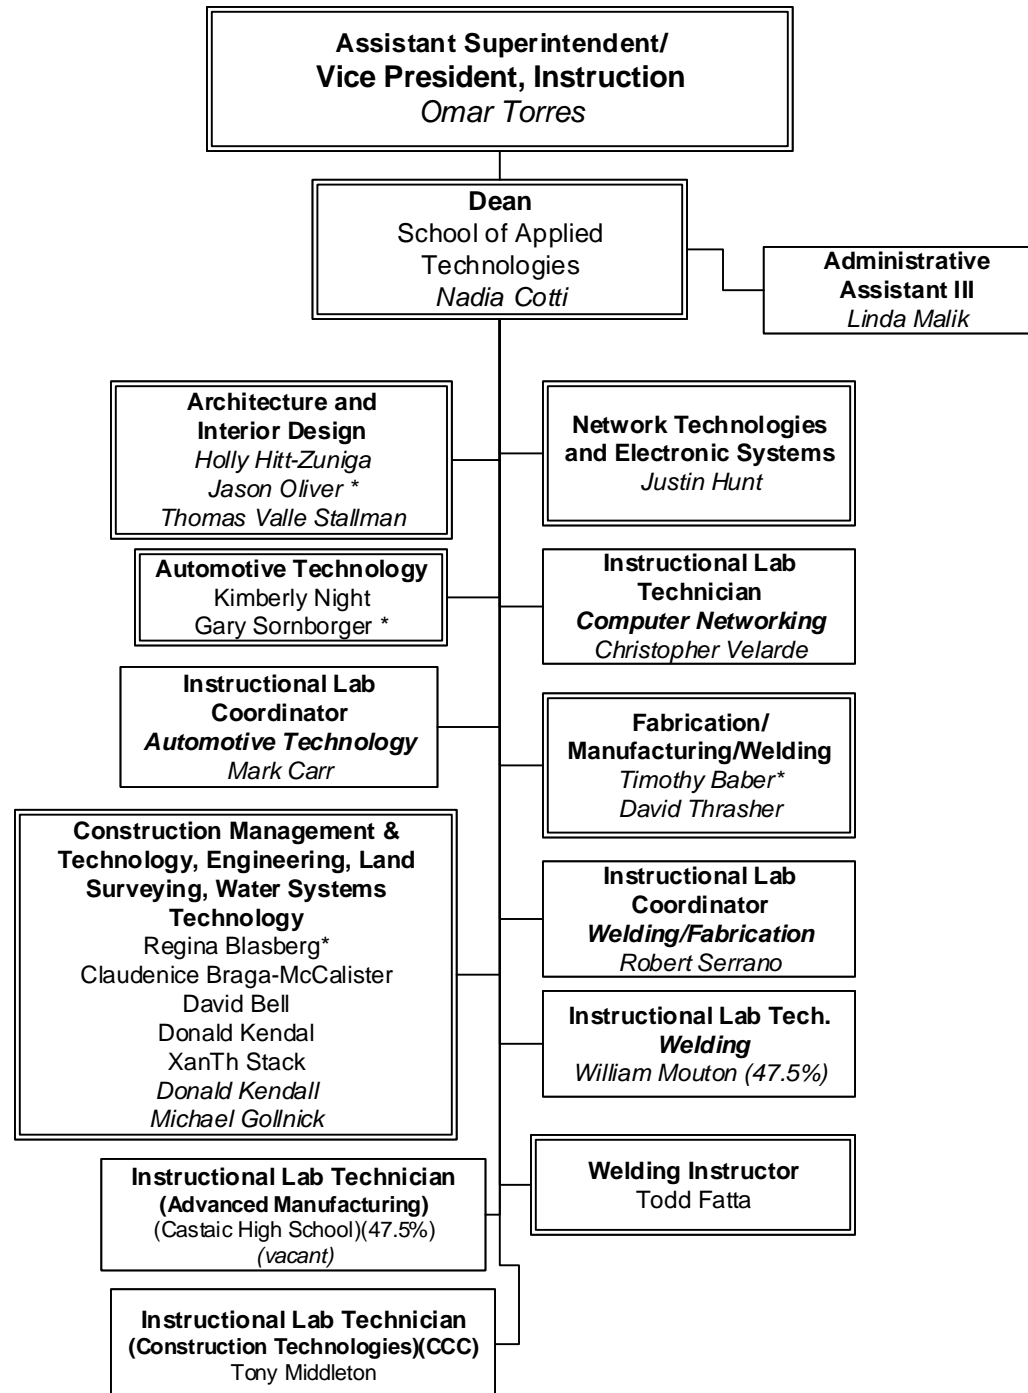 Assistant Superintendent/
Vice President, Instruction
Omar Torres
Dean
School of Applied
Technologies
Nadia Cotti
Administrative
Assistant III
Linda Malik
Architecture and
Interior Design
Holly Hitt-Zuniga
Jason Oliver *
Thomas Valle Stallman
Network Technologies
and Electronic Systems
Justin Hunt
Automotive Technology
Kimberly Night
Gary Sornborger *
Instructional Lab
Technician
Computer Networking
Christopher Velarde
Instructional Lab
Coordinator
Automotive Technology
Mark Carr
Fabrication/
Manufacturing/Welding
Timothy Baber*
David Thrasher
Construction Management &
Technology, Engineering, Land
Surveying, Water Systems
Technology
Regina Blasberg*
Claudenice Braga-McCalister
David Bell
Donald Kendal
XanTh Stack
Donald Kendall
Michael Gollnick
Instructional Lab
Coordinator
Welding/Fabrication
Robert Serrano
Instructional Lab Tech.
Welding
William Mouton (47.5%)
Instructional Lab Technician
(Advanced Manufacturing)
(Castaic High School)(47.5%)
(vacant)
Welding Instructor
Todd Fatta
Instructional Lab Technician
(Construction Technologies)(CCC)
Tony Middleton